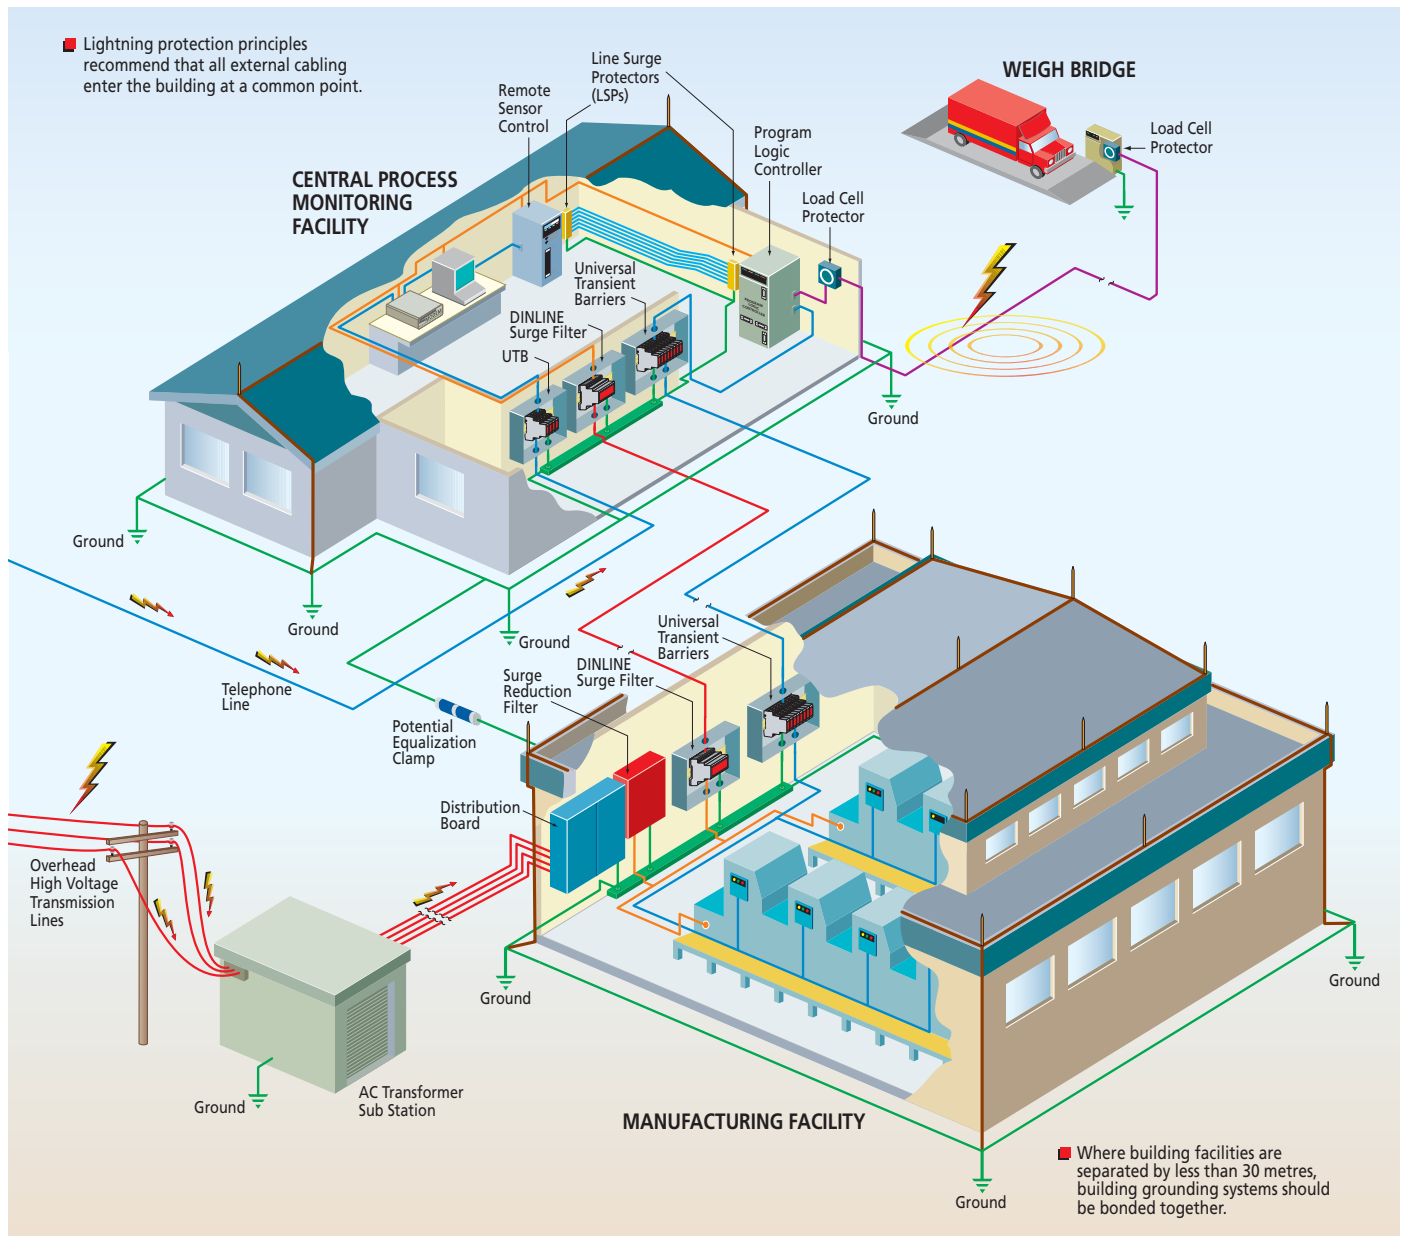 Lightning protection principles
recommend that all external cabling
enter the building at a common point.
Line Surge
Protectors
(LSPs)
Remote
Sensor
Control
WEIGH BRIDGE
Load Cell
Protector
Program
Logic
Controller
CENTRAL PROCESS
MONITORING
FACILITY
Load Cell
Protector
Universal
Transient
Barriers
DINLINE
Surge Filter
UTB
Ground
Ground
Ground
Ground
Telephone
Line
Universal
Transient
Barriers
DINLINE
Surge Filter
Surge
Reduction
Filter
Potential
Equalization
Clamp
Distribution
Board
Overhead
High Voltage
Transmission
Lines
Ground
Ground
AC Transformer
Sub Station
Ground
MANUFACTURING FACILITY
Where building facilities are
separated by less than 30 metres,
building grounding systems should
be bonded together.
Ground